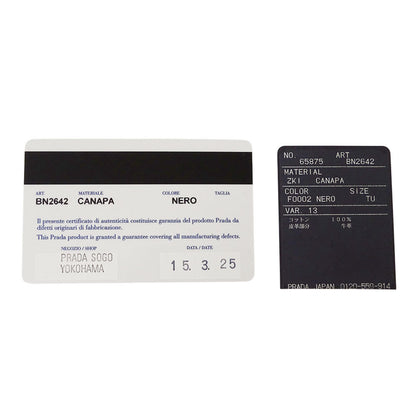 ART. MATERIALE COLORE TAGLIA
BN2642 CANAPA NERO
Il presente certificato di autenticità costituisce garanzia del prodotto Prada da
difetti originari di fabbricazione.
This Prada product is granted a guarantee covering all manufacturing defects.
NEGOZIO / SHOP DATA / DATE
PRADA SOGO
YOKOHAMA
15. 3. 25
NO. ART
65875 BN2642
MATERIAL
ZKI CANAPA
COLOR SIZE
F0002 NERO TU
VAR. 13
コットン 100%
皮革部分 牛革
PRADA JAPAN 0120-559-914